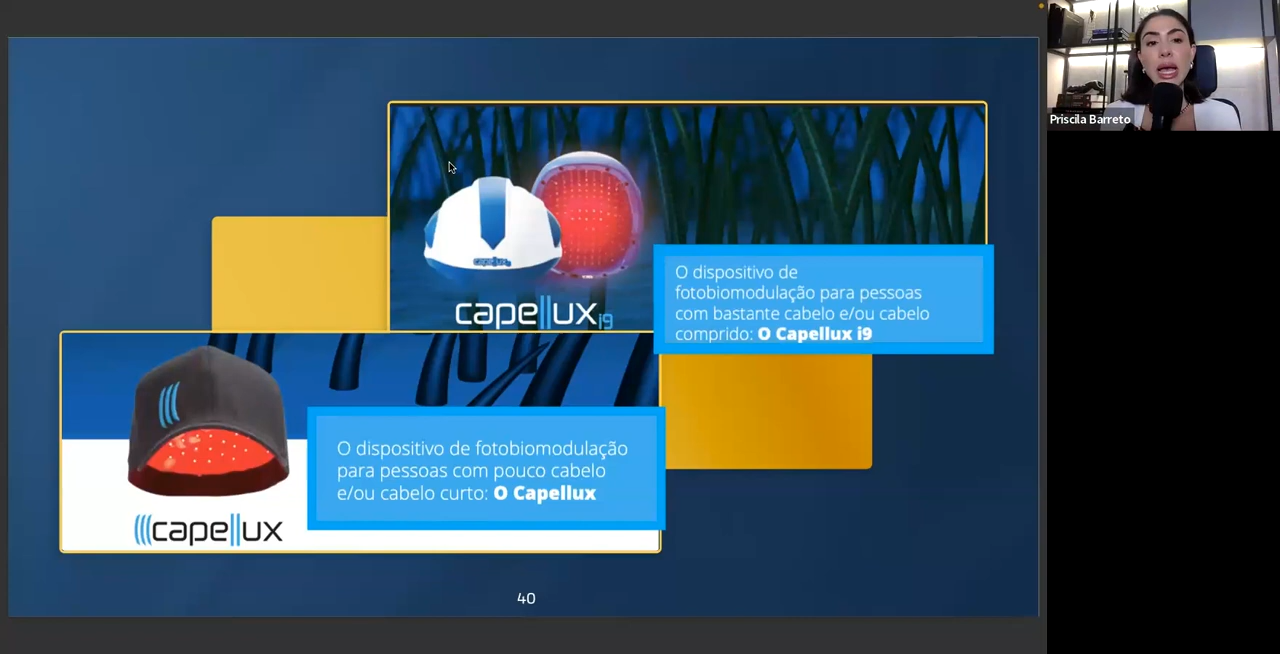 Priscila Barreto
capellux
capelluxi9
O dispositivo de
fotobiomodulação para pessoas
com bastante cabelo e/ou cabelo
comprido: O Capellux i9
O dispositivo de fotobiomodulação
para pessoas com pouco cabelo
e/ou cabelo curto: O Capellux
capellux
40